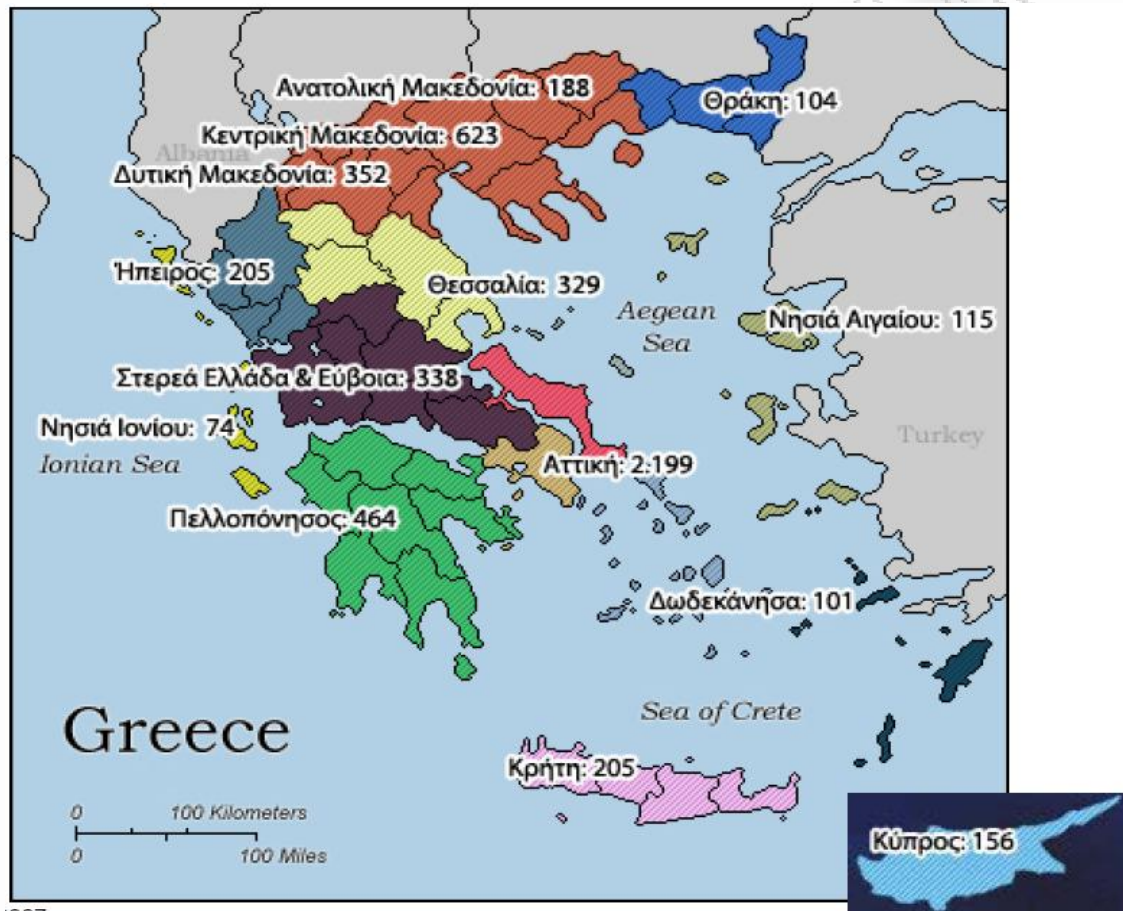 Ανατολική Μακεδονία: 188
Θράκη: 104
Κεντρική Μακεδονία: 623
Albania
Δυτική Μακεδονία: 352
Ήπειρος: 205
Θεσσαλία: 329
Aegean
Sea
Νησιά Αιγαίου: 115
Στερεά Ελλάδα & Εύβοια: 338
Νησιά Ιονίου: 74
Ionian Sea
Turkey
Αττική: 2.199
Πελλοπόνησος: 464
Δωδεκάνησα: 101
Sea of Crete
Greece
Κρήτη: 205
0 100 Kilometers
0 100 Miles
Κύπρος: 156